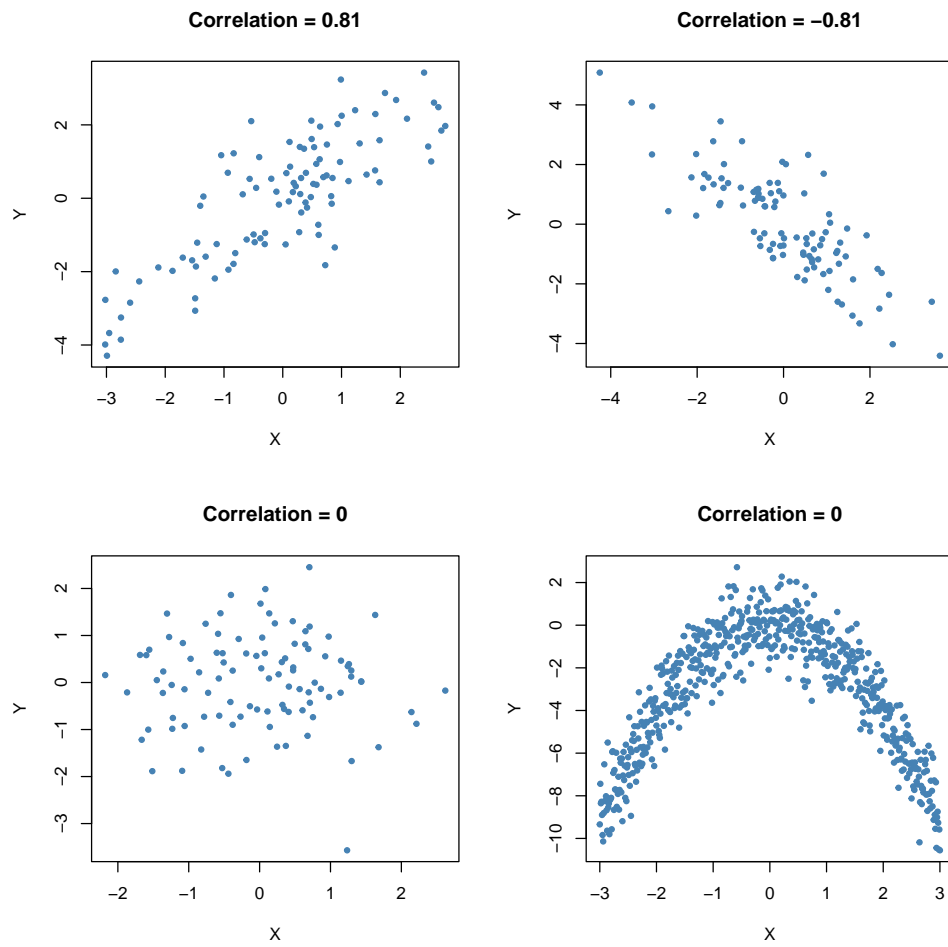 Correlation = 0.81
Y
2
0
−2
−4
−3 −2 −1 0 1 2
X
Correlation = −0.81
Y
4
2
0
−2
−4
−4 −2 0 2
X
Correlation = 0
Y
2
1
0
−1
−2
−3
−2 −1 0 1 2
X
Correlation = 0
Y
2
0
−2
−4
−6
−8
−10
−3 −2 −1 0 1 2 3
X